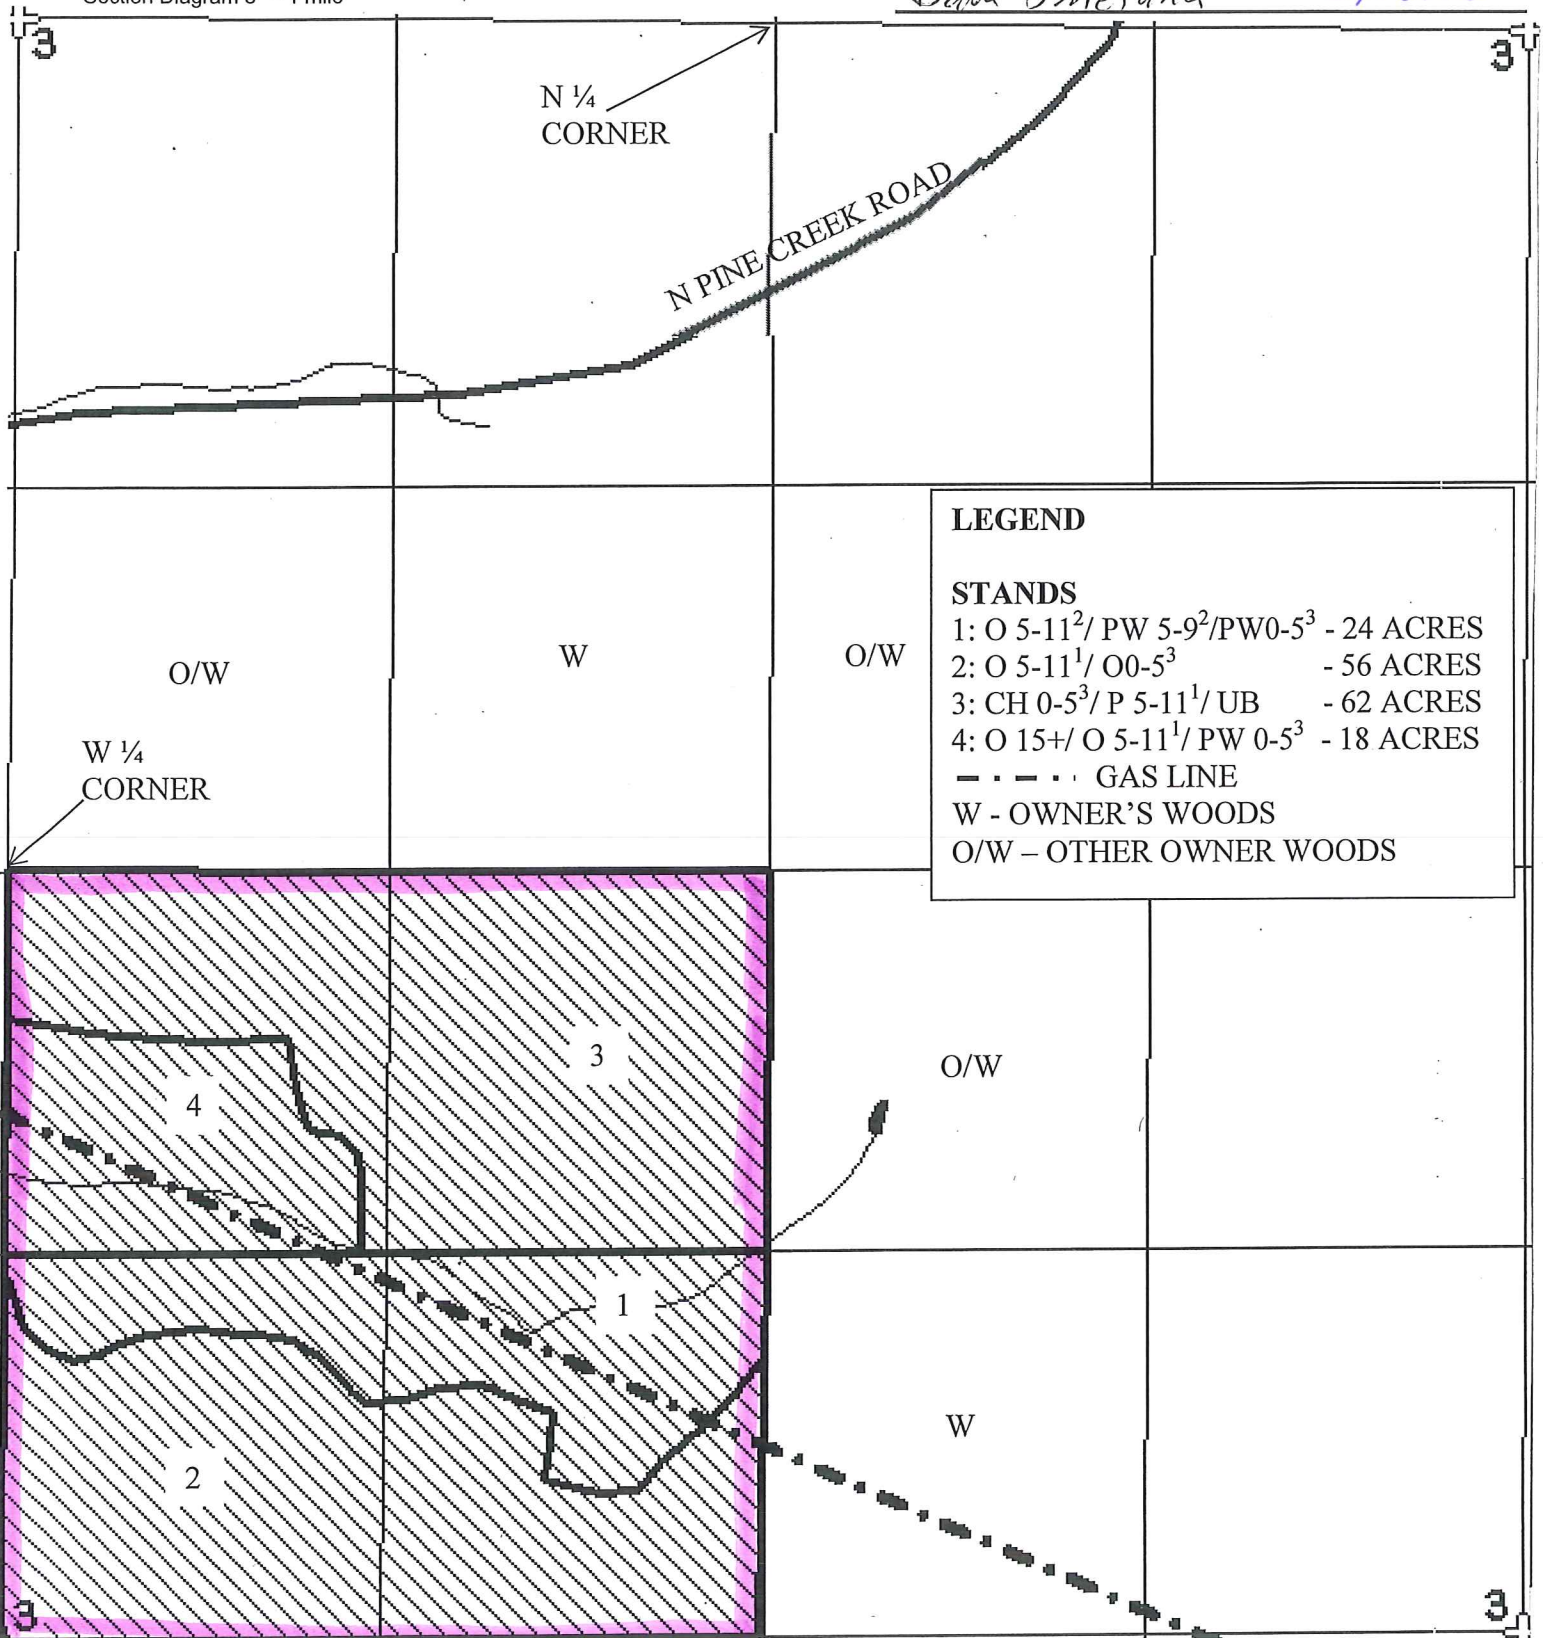 3
3
N ¼
CORNER
N PINE CREEK ROAD
LEGEND
STANDS
1: O 5-11²/ PW 5-9²/PW0-5³ - 24 ACRES
2: O 5-11¹/ O0-5³ - 56 ACRES
3: CH 0-5³/ P 5-11¹/ UB - 62 ACRES
4: O 15+/ O 5-11¹/ PW 0-5³ - 18 ACRES
GAS LINE
W - OWNER'S WOODS
O/W – OTHER OWNER WOODS
O/W
W
O/W
W ¼
CORNER
3
4
O/W
1
W
2
3
3